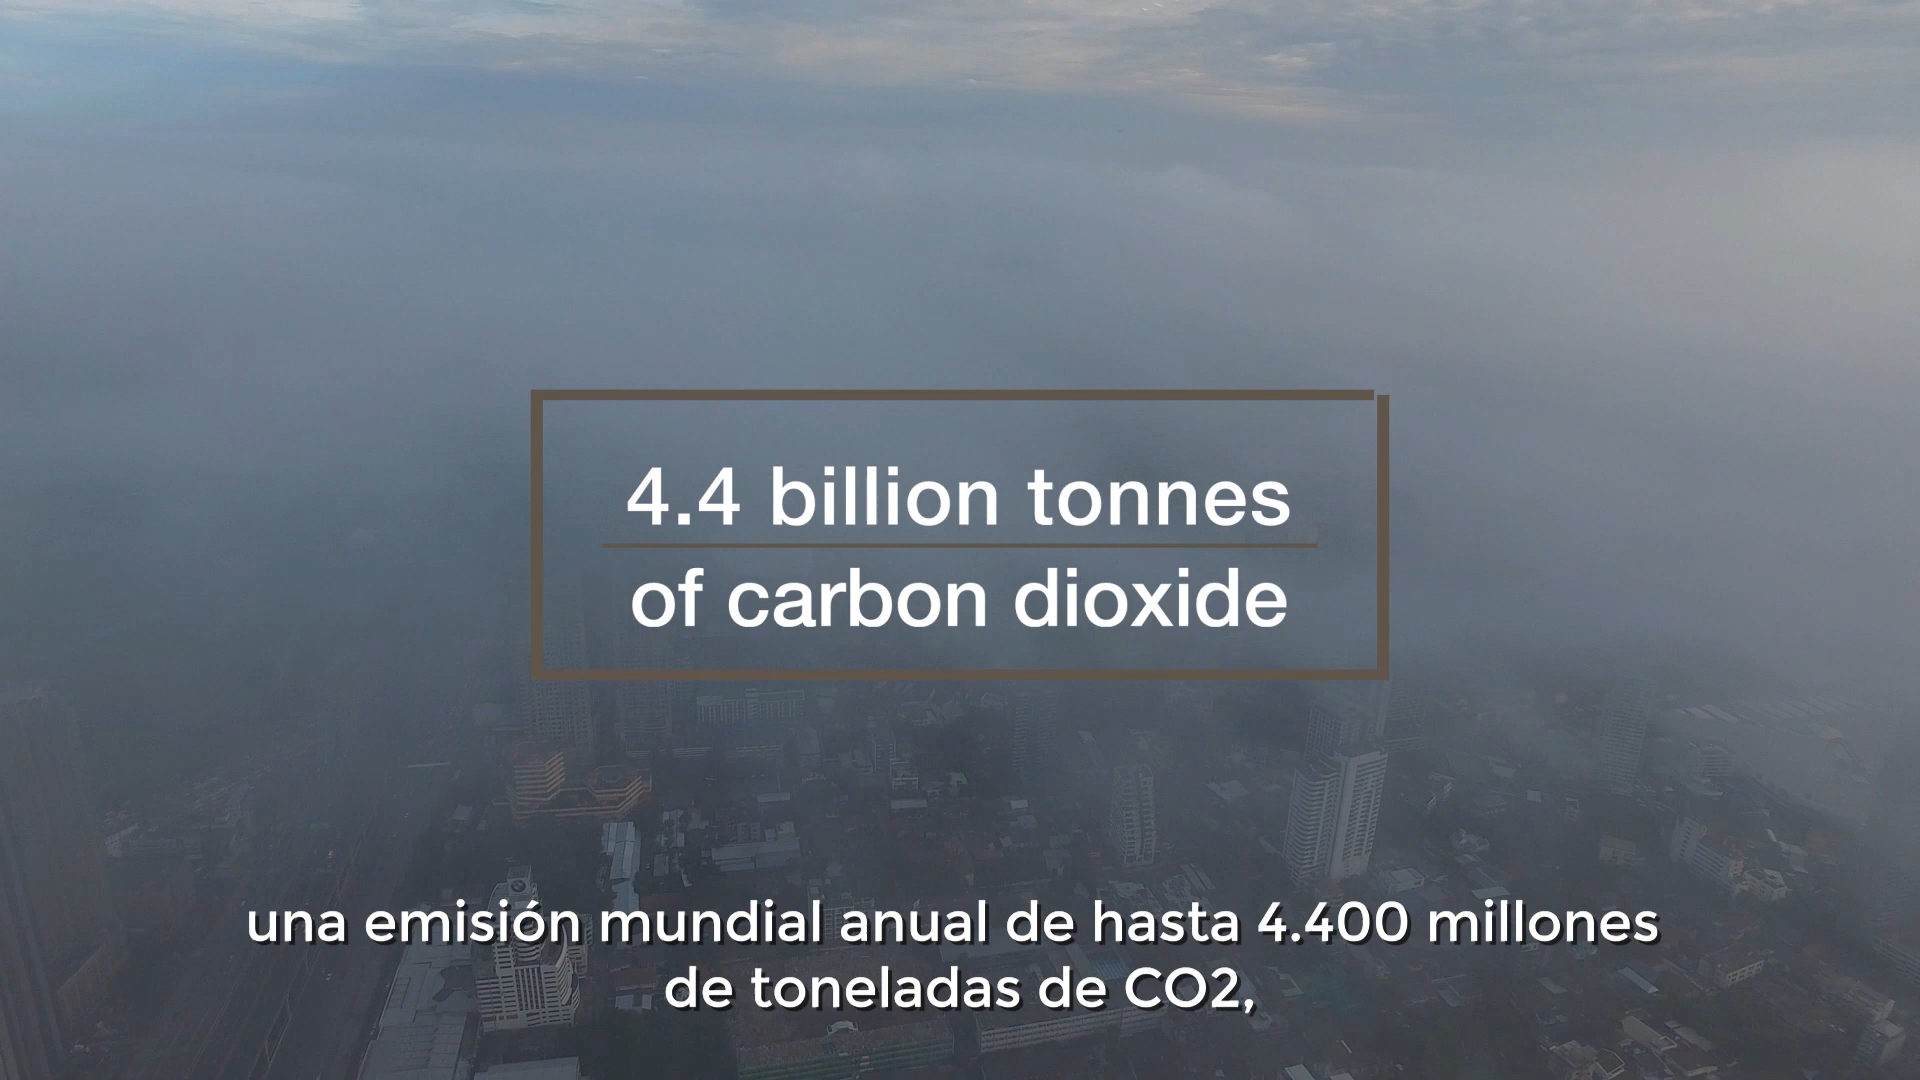 4.4 billion tonnes
of carbon dioxide
una emisión mundial anual de hasta 4.400 millones
de toneladas de CO2,